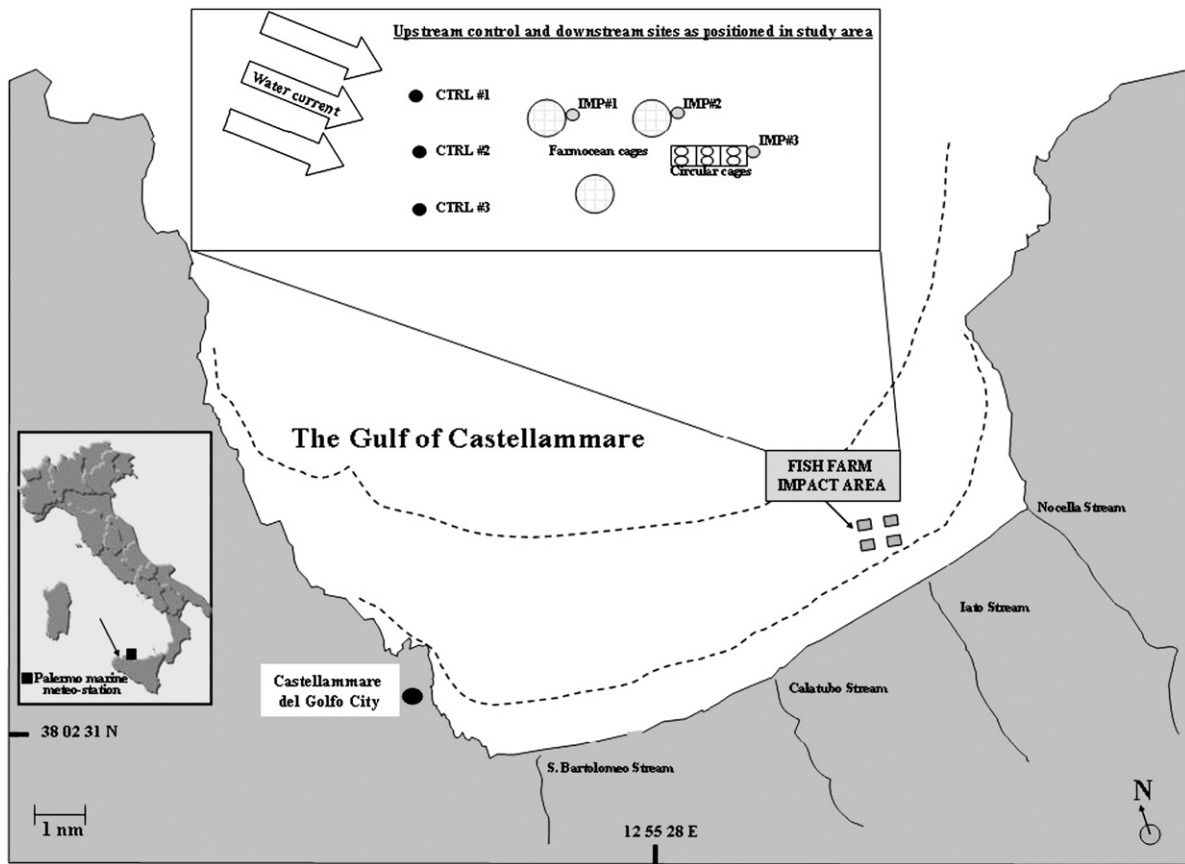 Upstream control and downstream sites as positioned in study area
Water current
CTRL #1
CTRL #2
CTRL #3
IMP#1
IMP#2
IMP#3
Farmocean cages
Circular cages
The Gulf of Castellammare
FISH FARM
IMPACT AREA
Nocella Stream
Iato Stream
Calatubo Stream
S. Bartolomeo Stream
Castellammare
del Golfo City
Palermo marine
meteo-station
38 02 31 N
1 nm
12 55 28 E
N